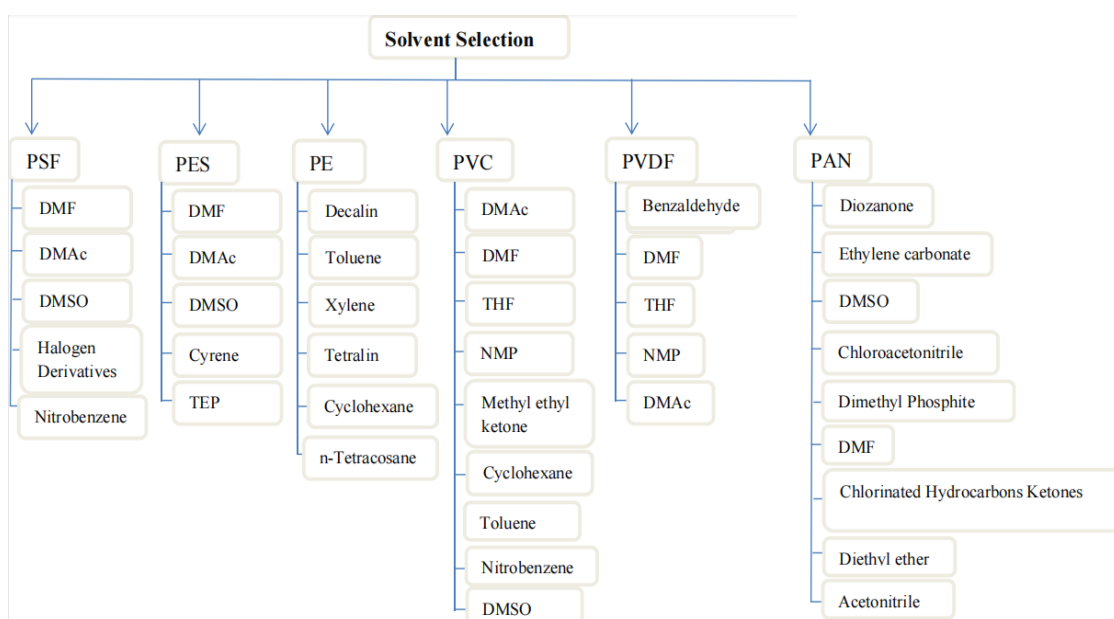 Solvent Selection
PSF
DMF
DMAc
DMSO
Halogen
Derivatives
Nitrobenzene
PES
DMF
DMAc
DMSO
Cyrene
TEP
PE
Decalin
Toluene
Xylene
Tetralin
Cyclohexane
n-Tetracosane
PVC
DMAc
DMF
THF
NMP
Methyl ethyl
ketone
Cyclohexane
Toluene
Nitrobenzene
DMSO
PVDF
Benzaldehyde
DMF
THF
NMP
DMAc
PAN
Diozanone
Ethylene carbonate
DMSO
Chloroacetonitrile
Dimethyl Phosphite
DMF
Chlorinated Hydrocarbons Ketones
Diethyl ether
Acetonitrile